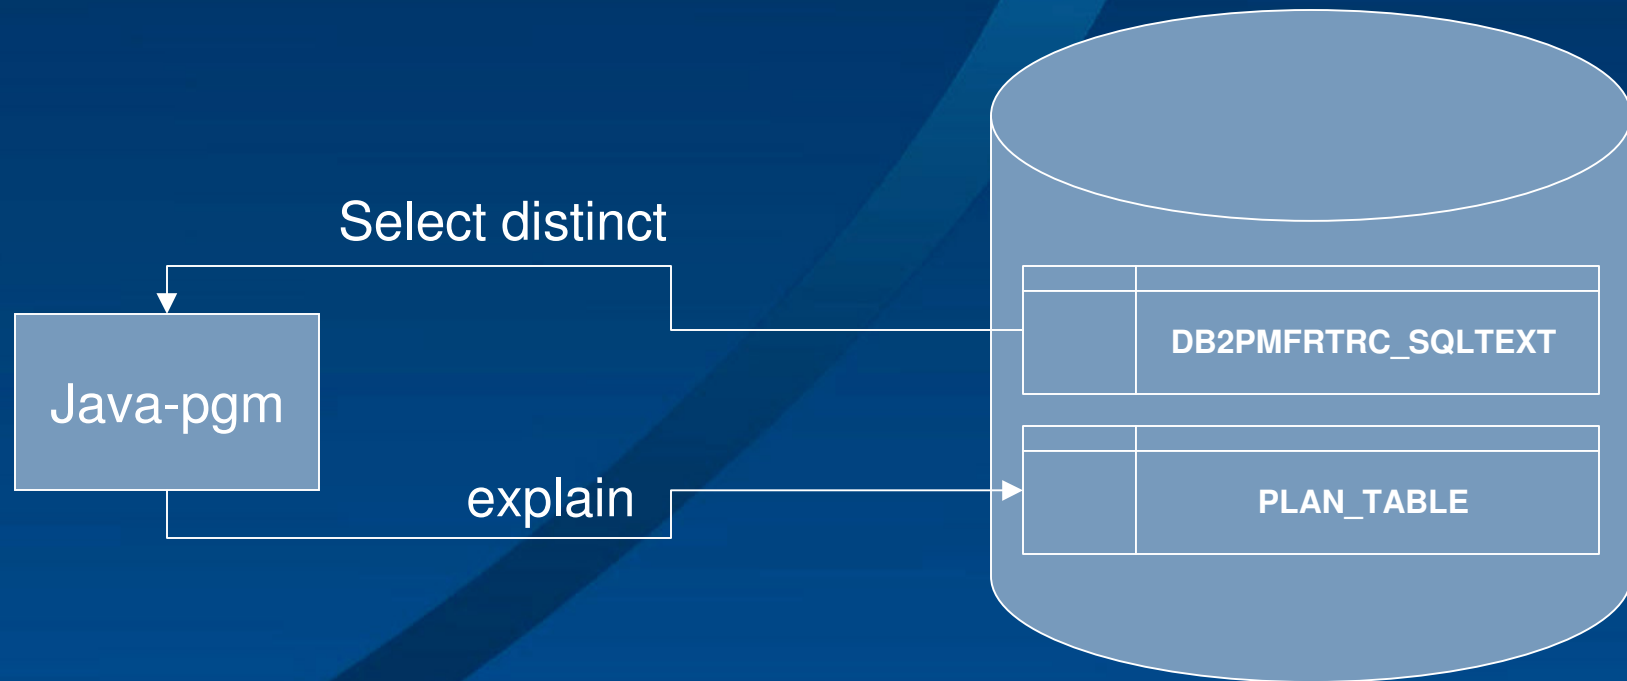 Select distinct
DB2PMFRTRC_SQLTEXT
Java-pgm
explain
PLAN_TABLE